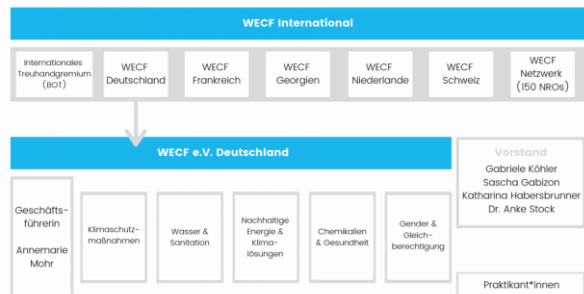 WECF International
Internationales
Treuhandgremium
(BOT)
WECF
Deutschland
WECF
Frankreich
WECF
Georgien
WECF
Niederlande
WECF
Schweiz
WECF
Netzwerk
(150 NROs)
WECF e.V. Deutschland
Geschäfts-
führerin
Annemarie
Mohr
Klimaschutz-
maßnahmen
Wasser &
Sanitation
Nachhaltige
Energie &
Klima-
lösungen
Chemikalien
& Gesundheit
Gender &
Gleich-
berechtigung
Vorstand
Gabriele Köhler
Sascha Gabizon
Katharina Habersbrunner
Dr. Anke Stock
Praktikant*innen